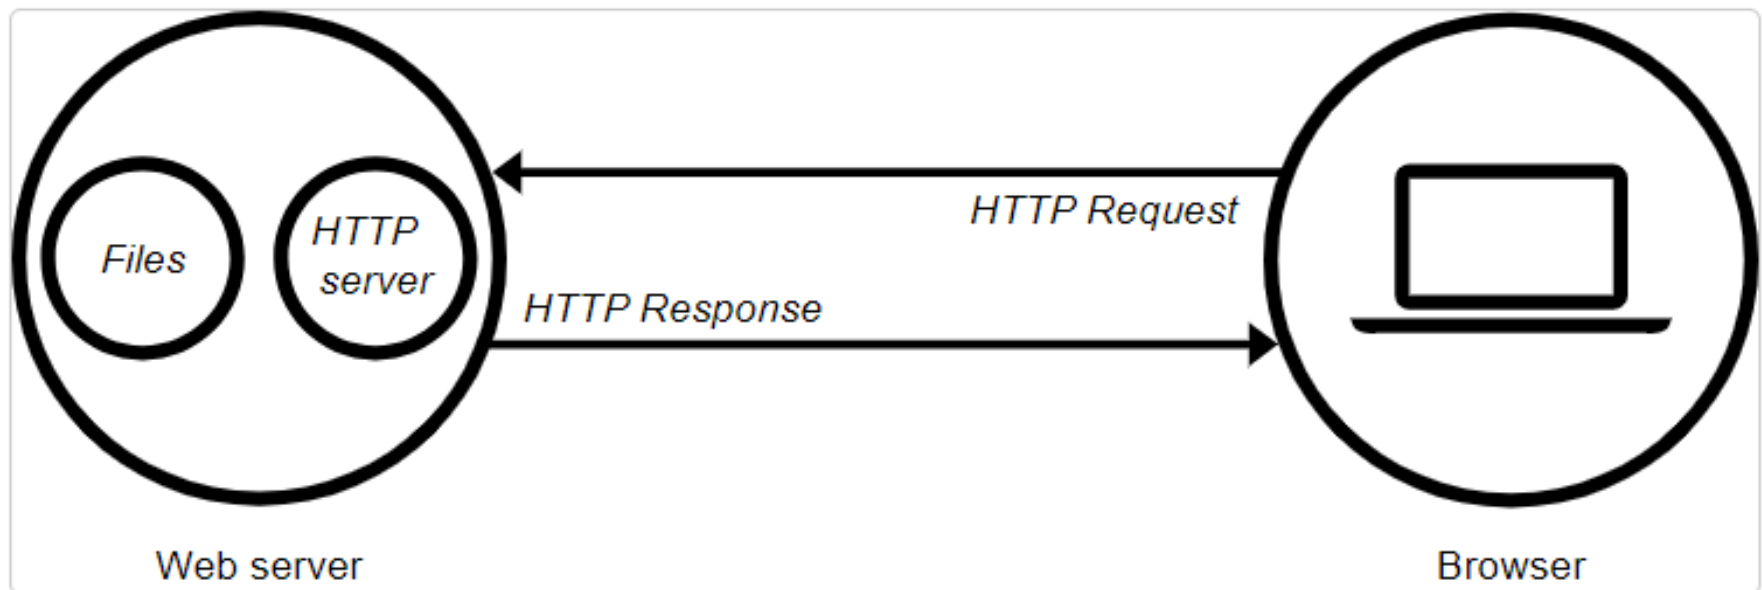 Files
HTTP
server
HTTP Request
HTTP Response
Web server
Browser